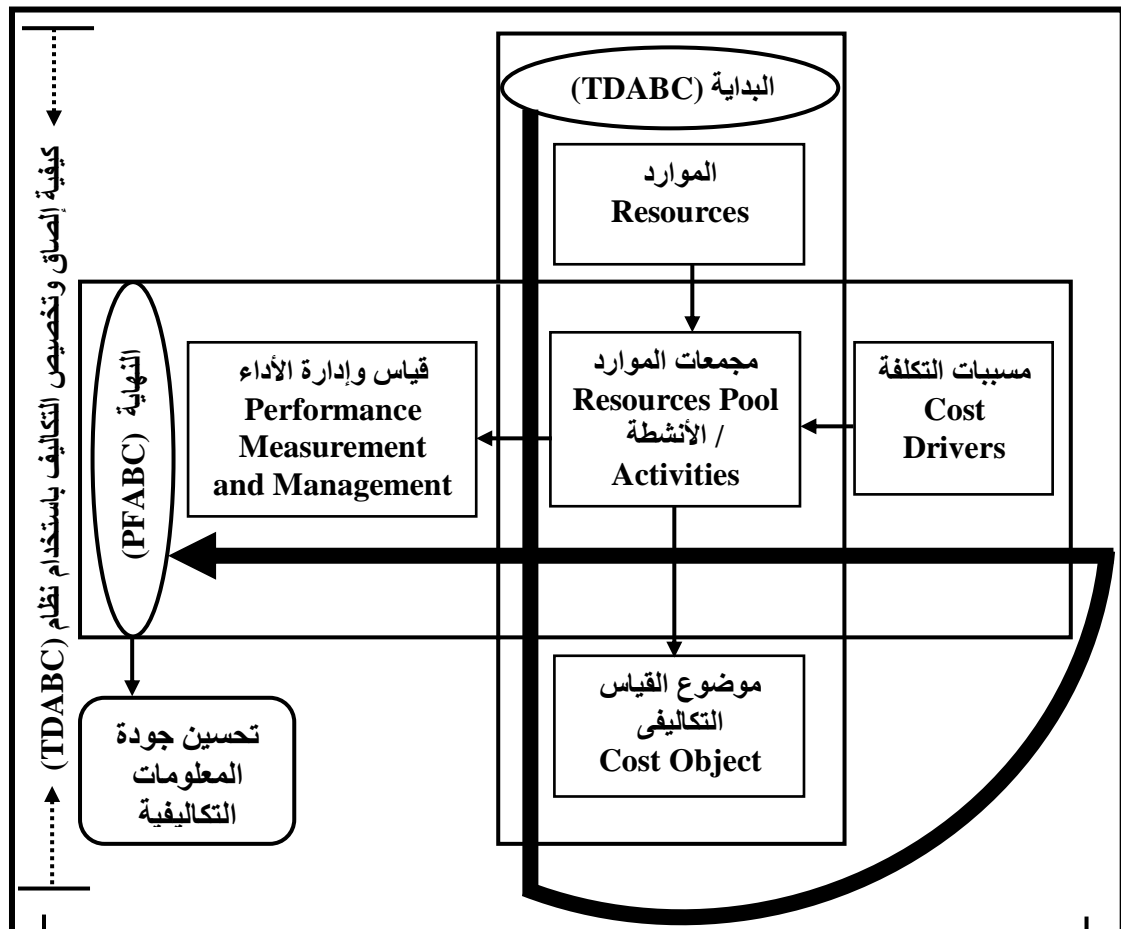 البداية (TDABC)
الموارد
Resources
مسببات التكلفة
Cost
Drivers
مجمعات الموارد
Resources Pool
/ الأنشطة
Activities
قياس وإدارة الأداء
Performance
Measurement
and Management
النهاية (PFABC)
موضوع القياس
التكاليفى
Cost Object
تحسين جودة
المعلومات
التكاليفية
كيفية إلصاق وتخصيص التكاليف باستخدام نظام (TDABC)